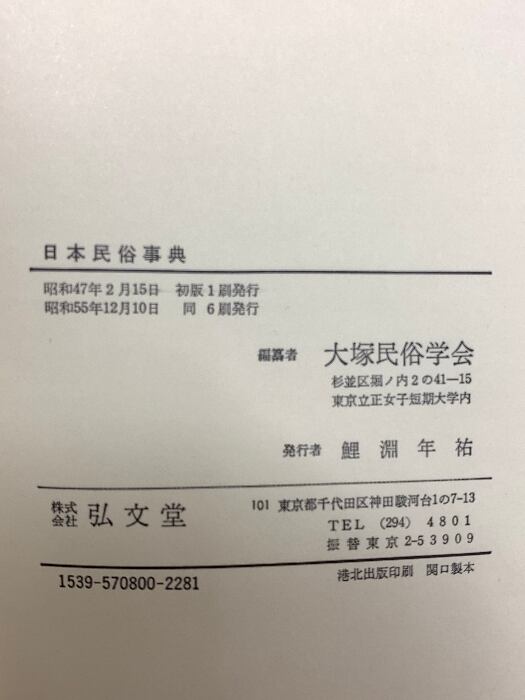 日本民俗事典
昭和47年2月15日 初版1刷発行
昭和55年12月10日 同 6刷発行
編纂者 大塚民俗学会
杉並区堀ノ内2の41―15
東京立正女子短期大学内
発行者 鯉淵年祐
株式会社 弘文堂
101 東京都千代田区神田駿河台1の7-13
TEL (294) 4801
振替東京2-53909
1539-570800-2281
港北出版印刷 関口製本